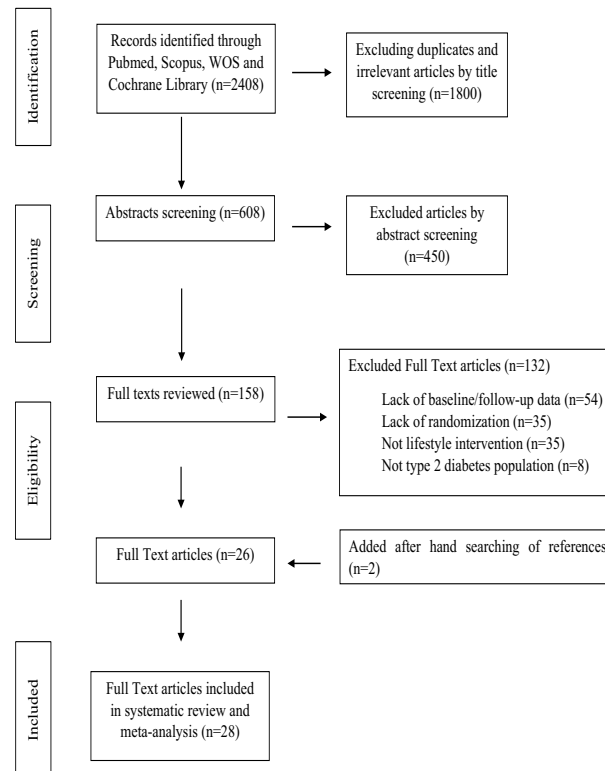 Identification
Records identified through
Pubmed, Scopus, WOS and
Cochrane Library (n=2408)
Excluding duplicates and
irrelevant articles by title
screening (n=1800)
Screening
Abstracts screening (n=608)
Excluded articles by
abstract screening
(n=450)
Eligibility
Full texts reviewed (n=158)
Excluded Full Text articles (n=132)
Lack of baseline/follow-up data (n=54)
Lack of randomization (n=35)
Not lifestyle intervention (n=35)
Not type 2 diabetes population (n=8)
Full Text articles (n=26)
Added after hand searching of references
(n=2)
Included
Full Text articles included
in systematic review and
meta-analysis
(n=28)